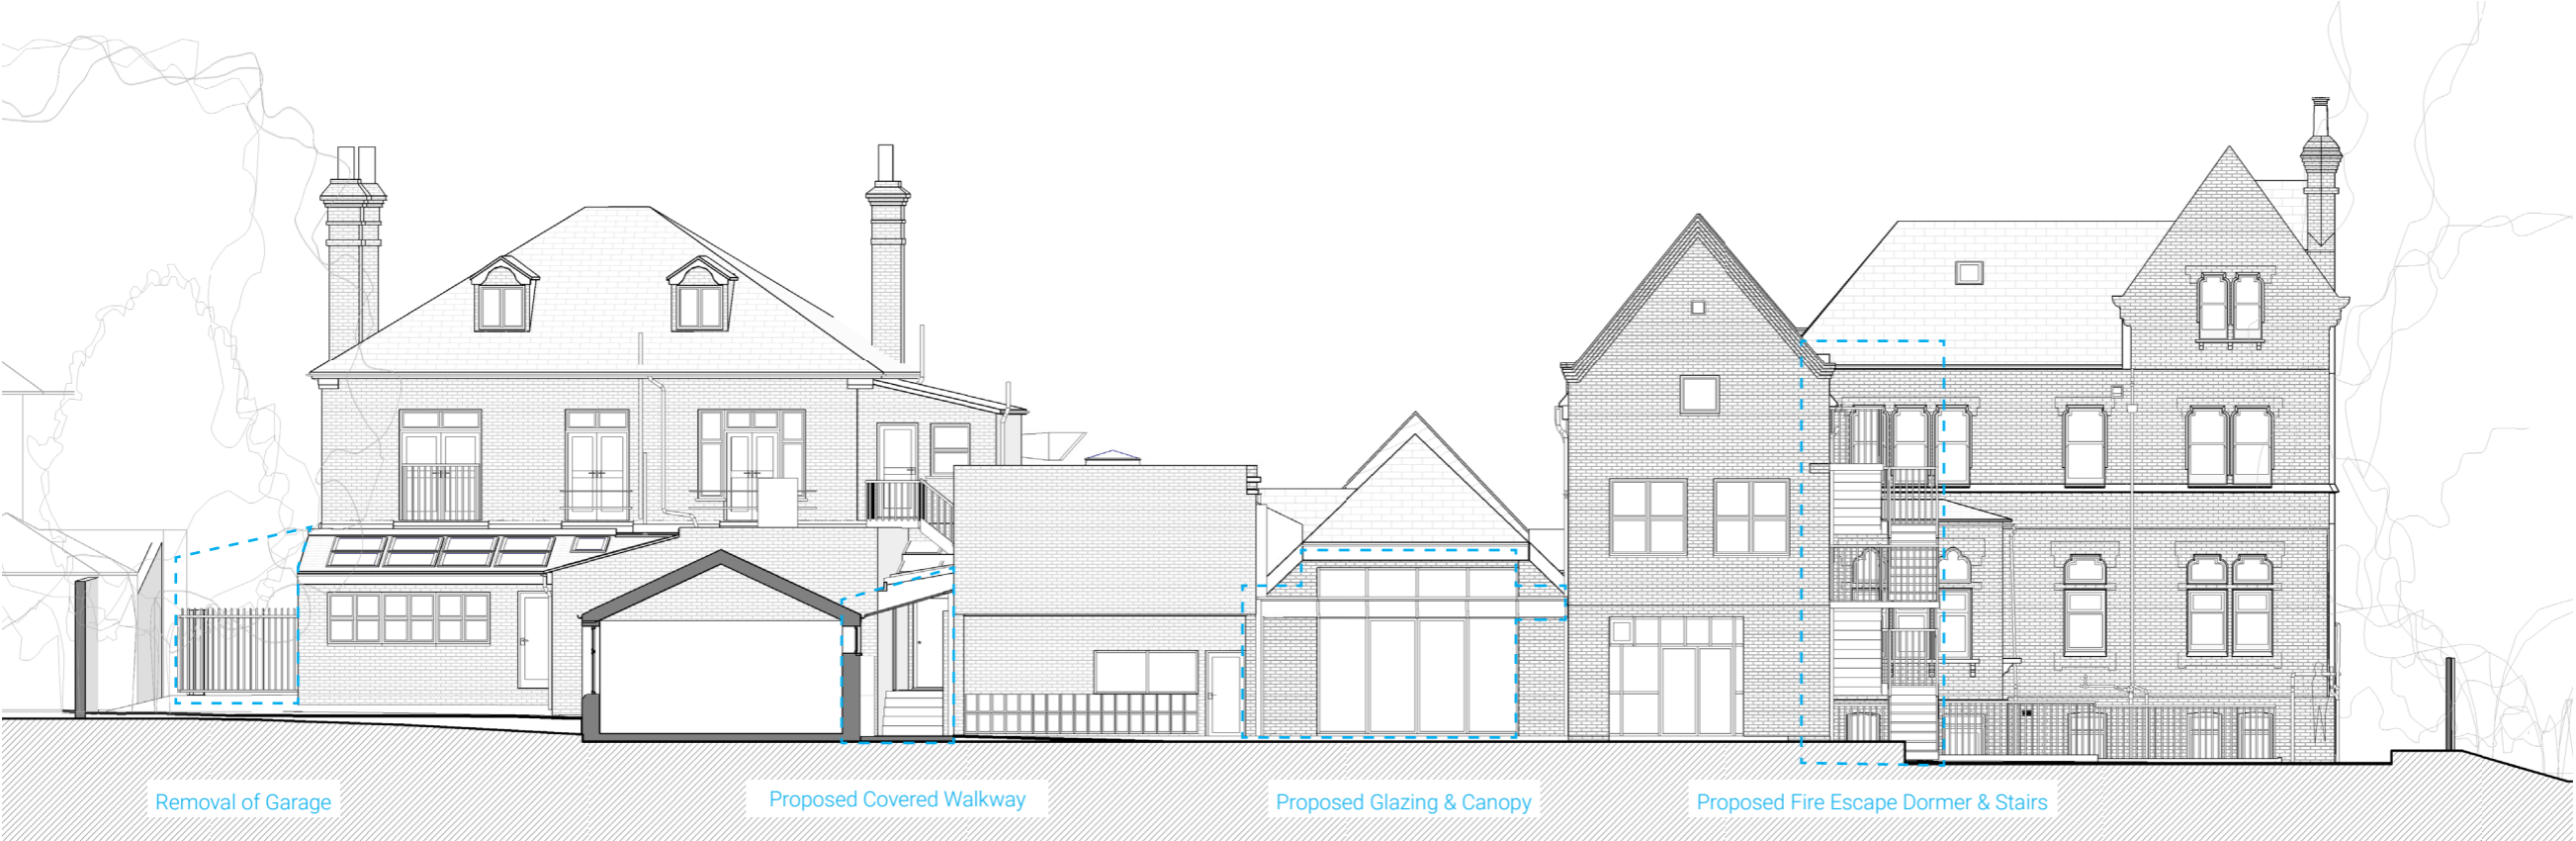 Removal of Garage
Proposed Covered Walkway
Proposed Glazing & Canopy
Proposed Fire Escape Dormer & Stairs